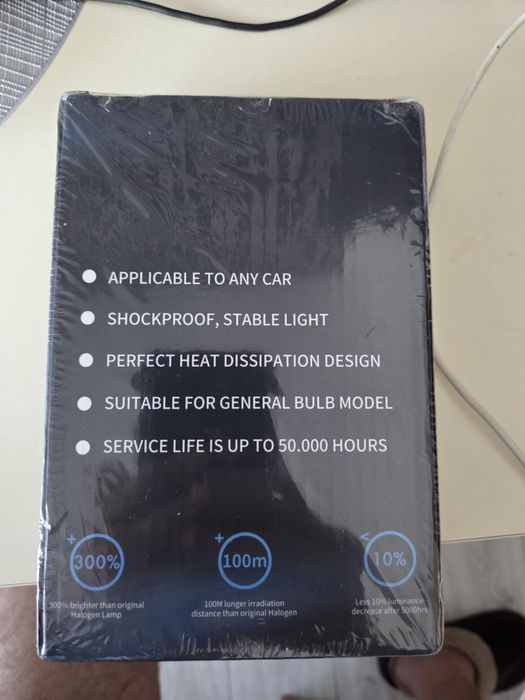 APPLICABLE TO ANY CAR
SHOCKPROOF, STABLE LIGHT
PERFECT HEAT DISSIPATION DESIGN
SUITABLE FOR GENERAL BULB MODEL
SERVICE LIFE IS UP TO 50.000 HOURS
+ 300%
+ 100m
< 10%
300% brighter than original
Halogen Lamp
100M longer irradiation
distance than original Halogen
Less 10% luminance
decrease after 5000hrs